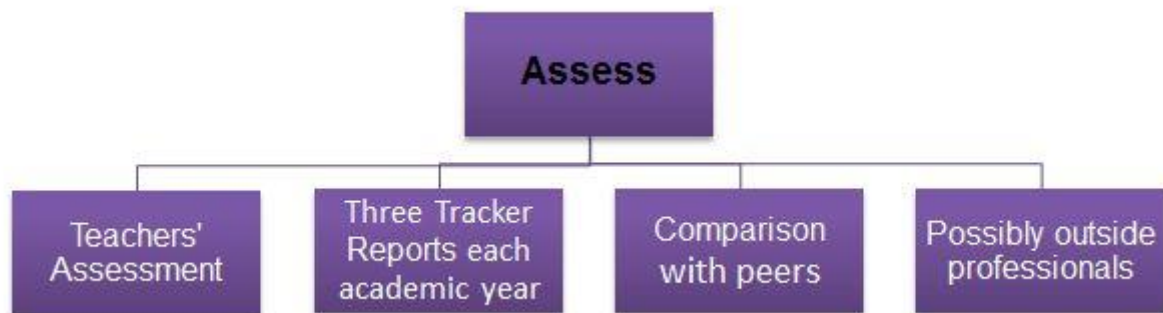 Assess
Teachers'
Assessment
Three Tracker
Reports each
academic year
Comparison
with peers
Possibly outside
professionals